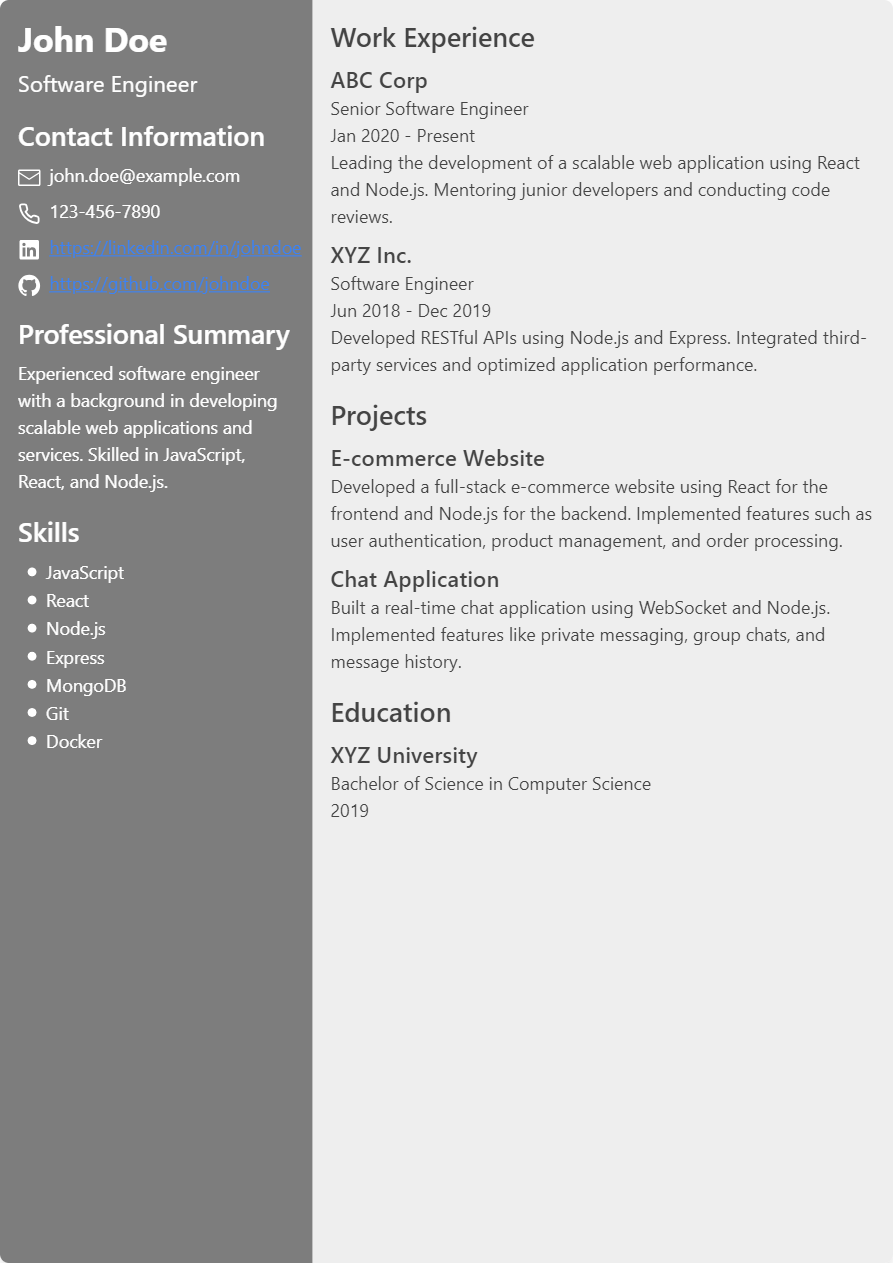 John Doe
Software Engineer
Contact Information
john.doe@example.com
123-456-7890
https://linkedin.com/in/johndoe
https://github.com/johndoe
Professional Summary
Experienced software engineer
with a background in developing
scalable web applications and
services. Skilled in JavaScript,
React, and Node.js.
Skills
JavaScript
React
Node.js
Express
MongoDB
Git
Docker
Work Experience
ABC Corp
Senior Software Engineer
Jan 2020 - Present
Leading the development of a scalable web application using React
and Node.js. Mentoring junior developers and conducting code
reviews.
XYZ Inc.
Software Engineer
Jun 2018 - Dec 2019
Developed RESTful APIs using Node.js and Express. Integrated third-
party services and optimized application performance.
Projects
E-commerce Website
Developed a full-stack e-commerce website using React for the
frontend and Node.js for the backend. Implemented features such as
user authentication, product management, and order processing.
Chat Application
Built a real-time chat application using WebSocket and Node.js.
Implemented features like private messaging, group chats, and
message history.
Education
XYZ University
Bachelor of Science in Computer Science
2019